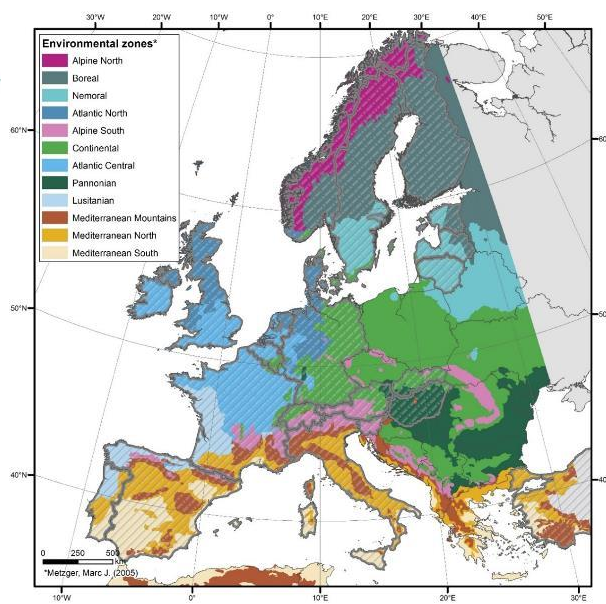 30°W 20°W 10°W 0° 10°E 20°E 30°E 40°E 50°E
Environmental zones*
Alpine North
Boreal
Nemoral
Atlantic North
Alpine South
Continental
Atlantic Central
Pannonian
Lusitanian
Mediterranean Mountains
Mediterranean North
Mediterranean South
60°N
50°N
40°N
0 250 500
km
*Metzger, Marc J. (2005)
10°W 0° 10°E 20°E 30°E